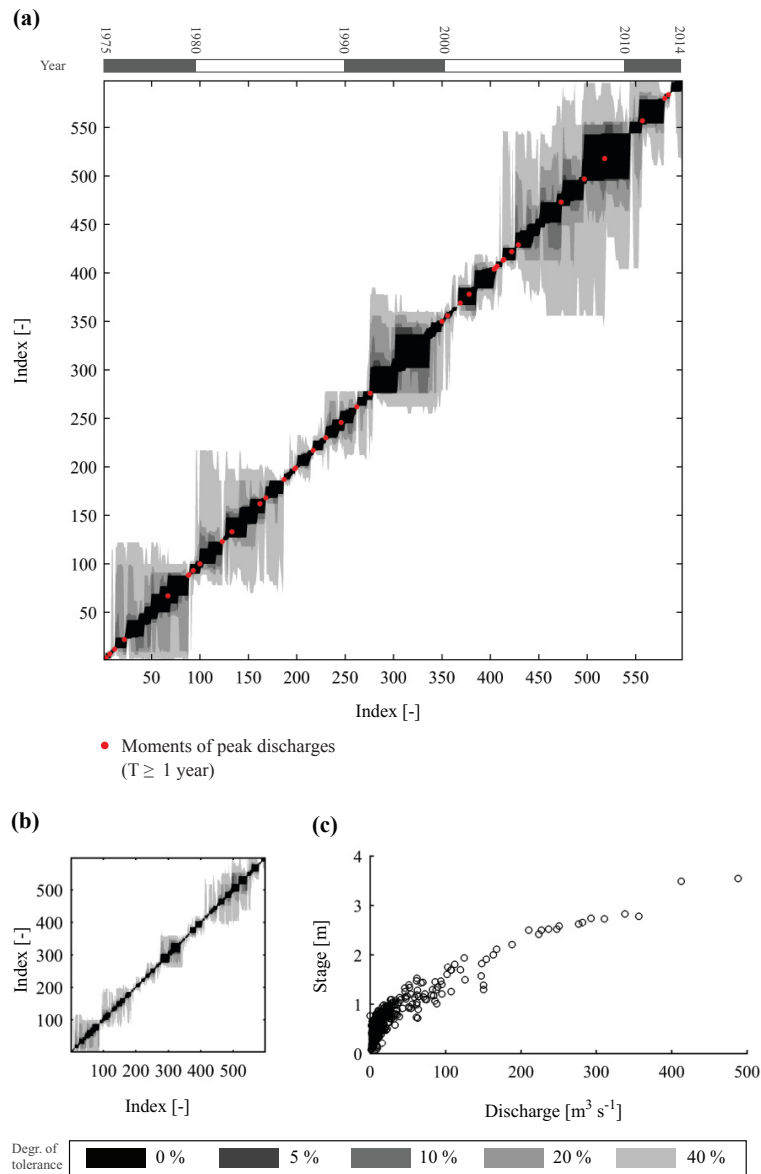 (a)
1975 1980 1990 2000 2010 2014
Year
550
500
450
400
350
300
250
200
150
100
50
Index [-]
50 100 150 200 250 300 350 400 450 500 550
Index [-]
Moments of peak discharges
(T ≥ 1 year)
(b)
500
400
300
200
100
Index [-]
100 200 300 400 500
Index [-]
(c)
4
3
2
1
0
Stage [m]
0 100 200 300 400 500
Discharge [m³ s⁻¹]
Degr. of
tolerance
0 % 5 % 10 % 20 % 40 %